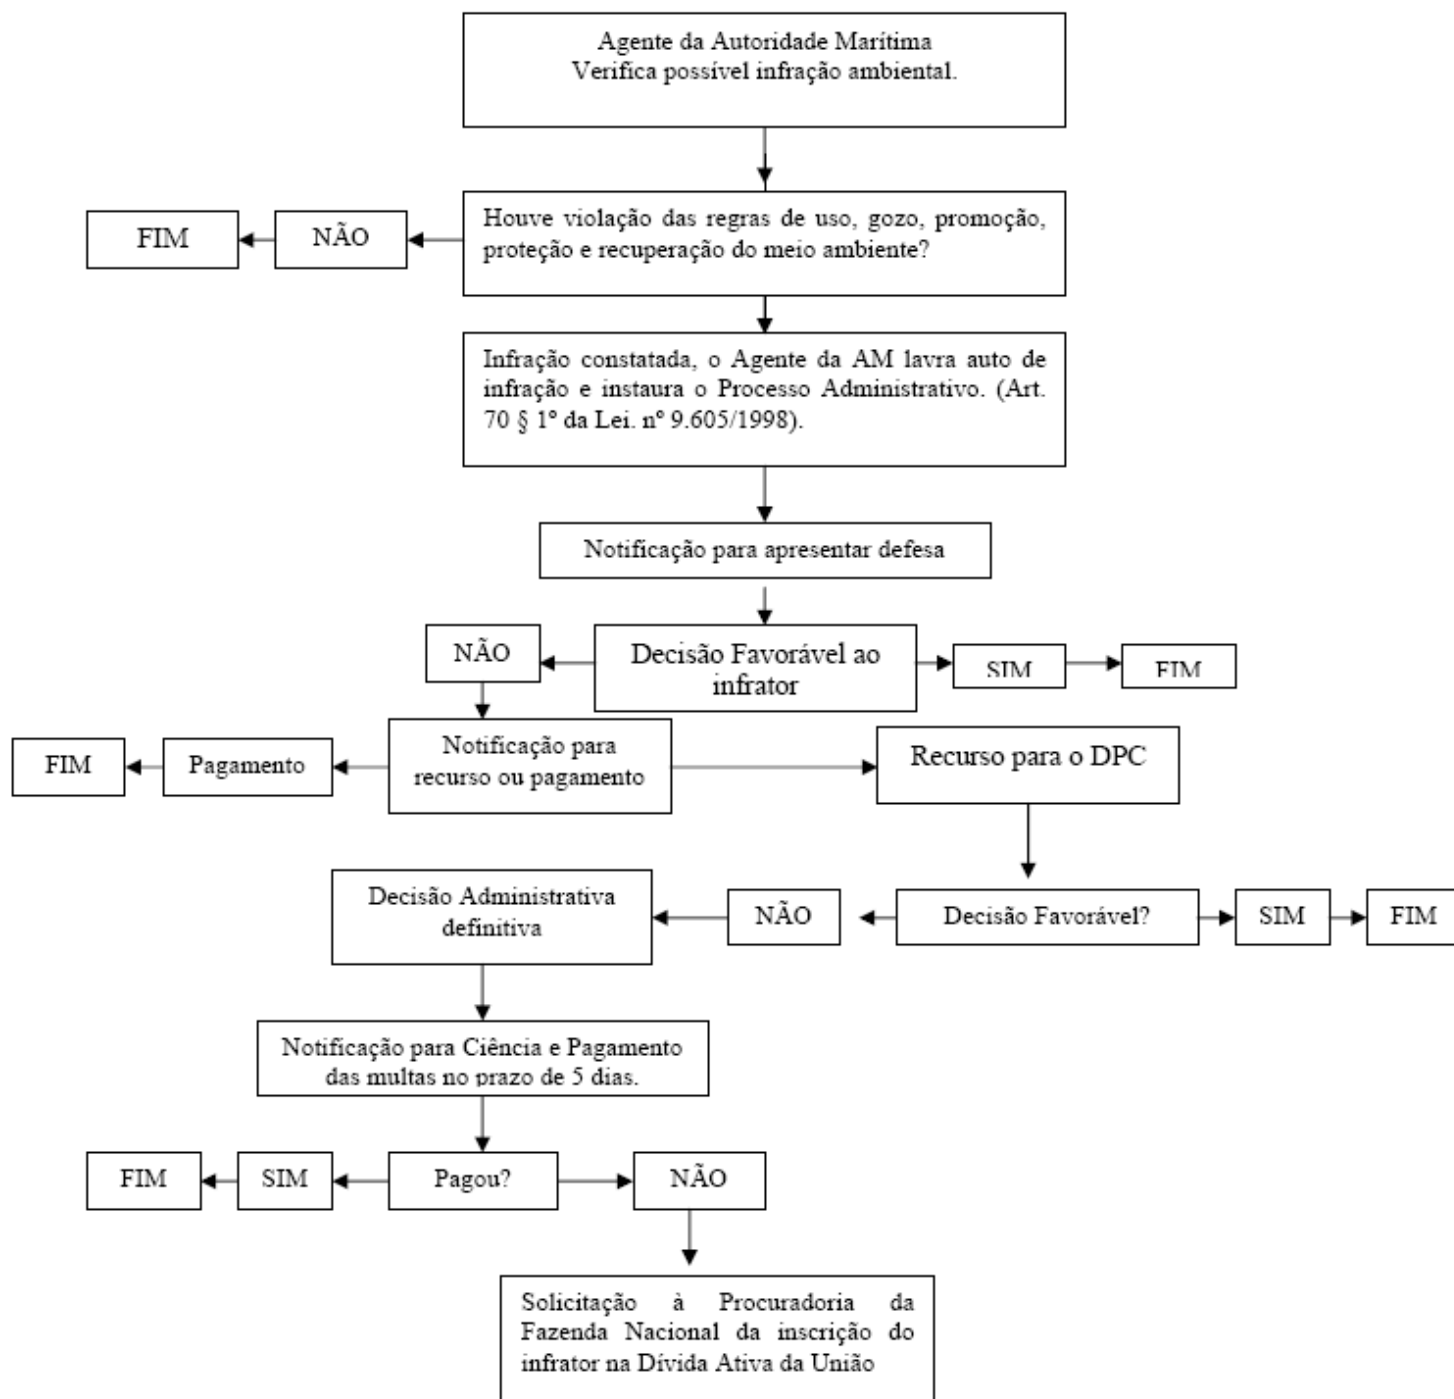 Agente da Autoridade Marítima
Verifica possível infração ambiental.
Houve violação das regras de uso, gozo, promoção,
proteção e recuperação do meio ambiente?
NÃO
FIM
Infração constatada, o Agente da AM lavra auto de
infração e instaura o Processo Administrativo. (Art.
70 § 1º da Lei. nº 9.605/1998).
Notificação para apresentar defesa
NÃO
Decisão Favorável ao
infrator
SIM
FIM
FIM
Pagamento
Notificação para
recurso ou pagamento
Recurso para o DPC
Decisão Administrativa
definitiva
NÃO
Decisão Favorável?
SIM
FIM
Notificação para Ciência e Pagamento
das multas no prazo de 5 dias.
FIM
SIM
Pagou?
NÃO
Solicitação à Procuradoria da
Fazenda Nacional da inscrição do
infrator na Dívida Ativa da União